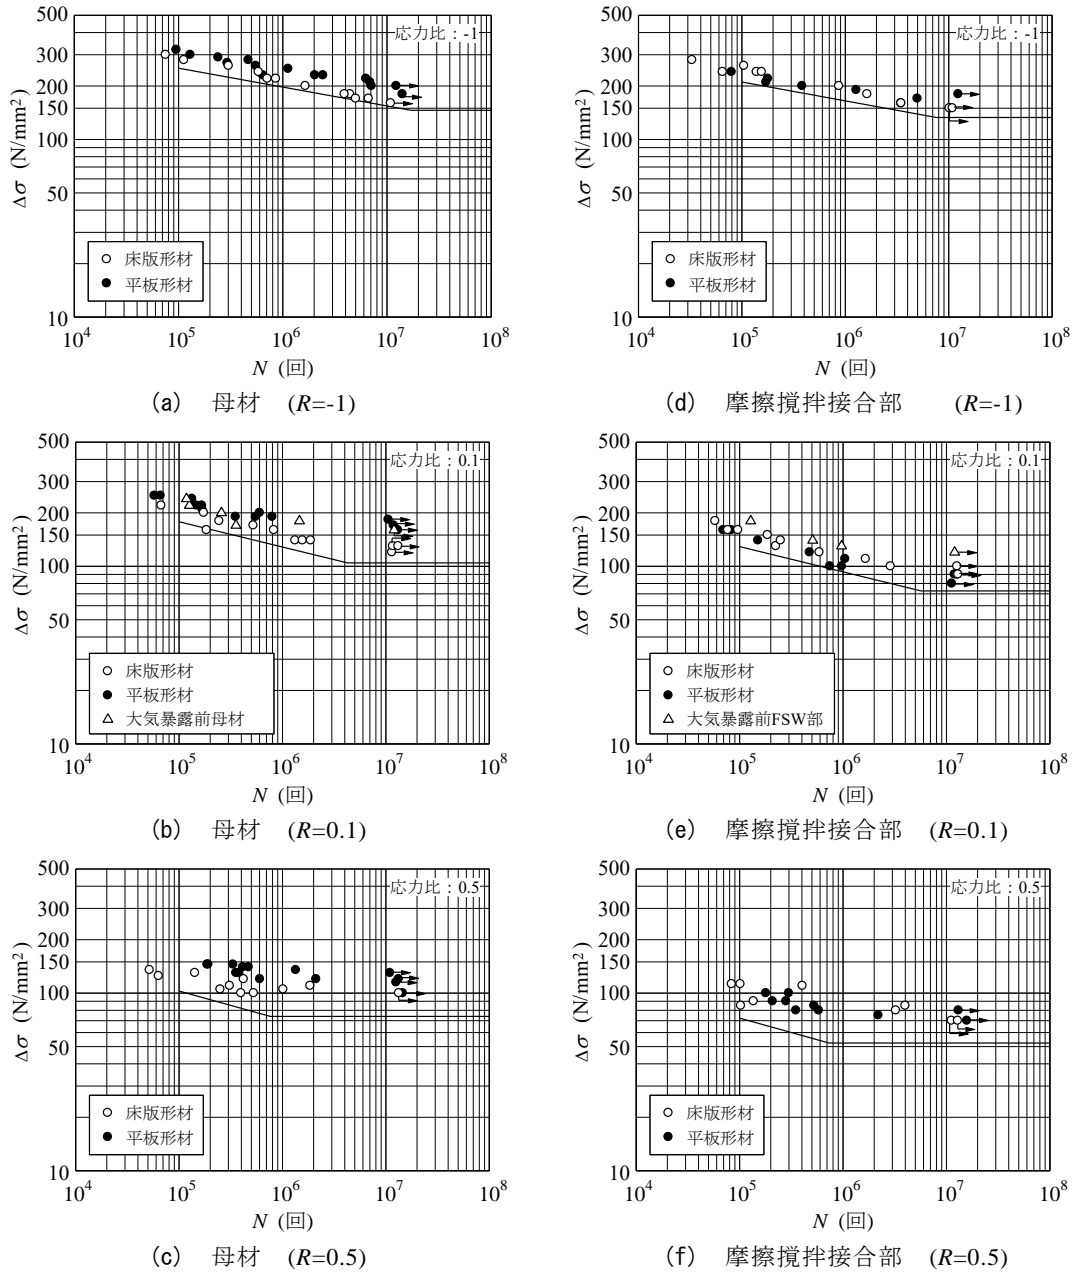 500
300
200
150
100
50
10
Δσ (N/mm²)
応力比：-1
○ 床版形材
● 平板形材
10⁴ 10⁵ 10⁶ 10⁷ 10⁸
N (回)
(a) 母材 (R=-1)
500
300
200
150
100
50
10
Δσ (N/mm²)
応力比：-1
○ 床版形材
● 平板形材
10⁴ 10⁵ 10⁶ 10⁷ 10⁸
N (回)
(d) 摩擦撹拌接合部 (R=-1)
500
300
200
150
100
50
10
Δσ (N/mm²)
応力比：0.1
○ 床版形材
● 平板形材
△ 大気暴露前母材
10⁴ 10⁵ 10⁶ 10⁷ 10⁸
N (回)
(b) 母材 (R=0.1)
500
300
200
150
100
50
10
Δσ (N/mm²)
応力比：0.1
○ 床版形材
● 平板形材
△ 大気暴露前FSW部
10⁴ 10⁵ 10⁶ 10⁷ 10⁸
N (回)
(e) 摩擦撹拌接合部 (R=0.1)
500
300
200
150
100
50
10
Δσ (N/mm²)
応力比：0.5
○ 床版形材
● 平板形材
10⁴ 10⁵ 10⁶ 10⁷ 10⁸
N (回)
(c) 母材 (R=0.5)
500
300
200
150
100
50
10
Δσ (N/mm²)
応力比：0.5
○ 床版形材
● 平板形材
10⁴ 10⁵ 10⁶ 10⁷ 10⁸
N (回)
(f) 摩擦撹拌接合部 (R=0.5)